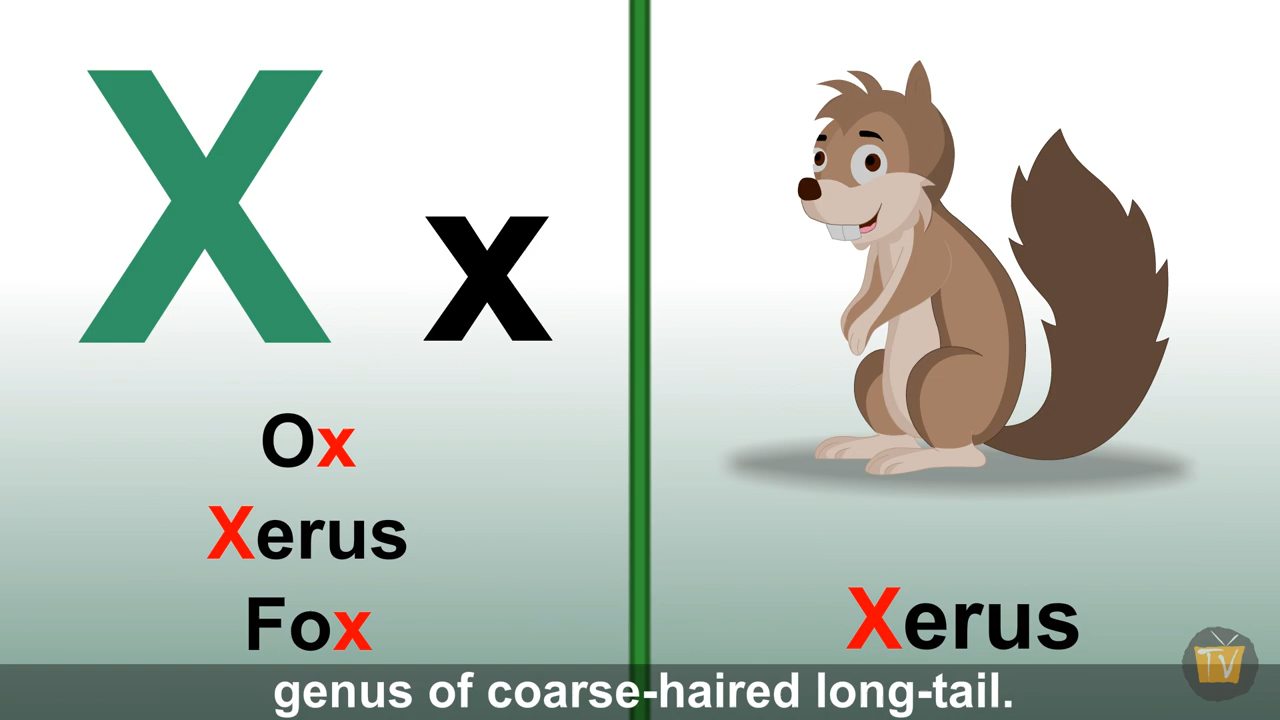 X x
Ox
Xerus
Fox
Xerus
TV
genus of coarse-haired long-tail.